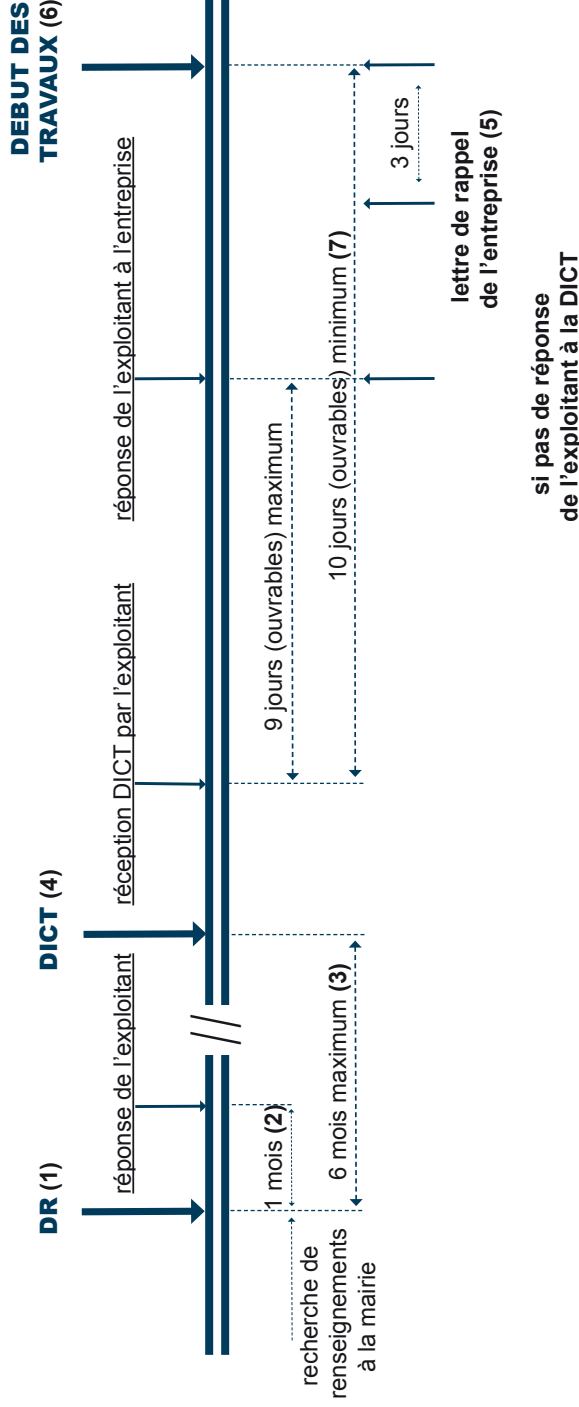 DR (1)
réponse de l'exploitant
DICT (4)
réception DICT par l'exploitant
réponse de l'exploitant à l'entreprise
DEBUT DES
TRAVAUX (6)
recherche de
renseignements
à la mairie
1 mois (2)
6 mois maximum (3)
9 jours (ouvrables) maximum
10 jours (ouvrables) minimum (7)
3 jours
lettre de rappel
de l'entreprise (5)
si pas de réponse
de l'exploitant à la DICT